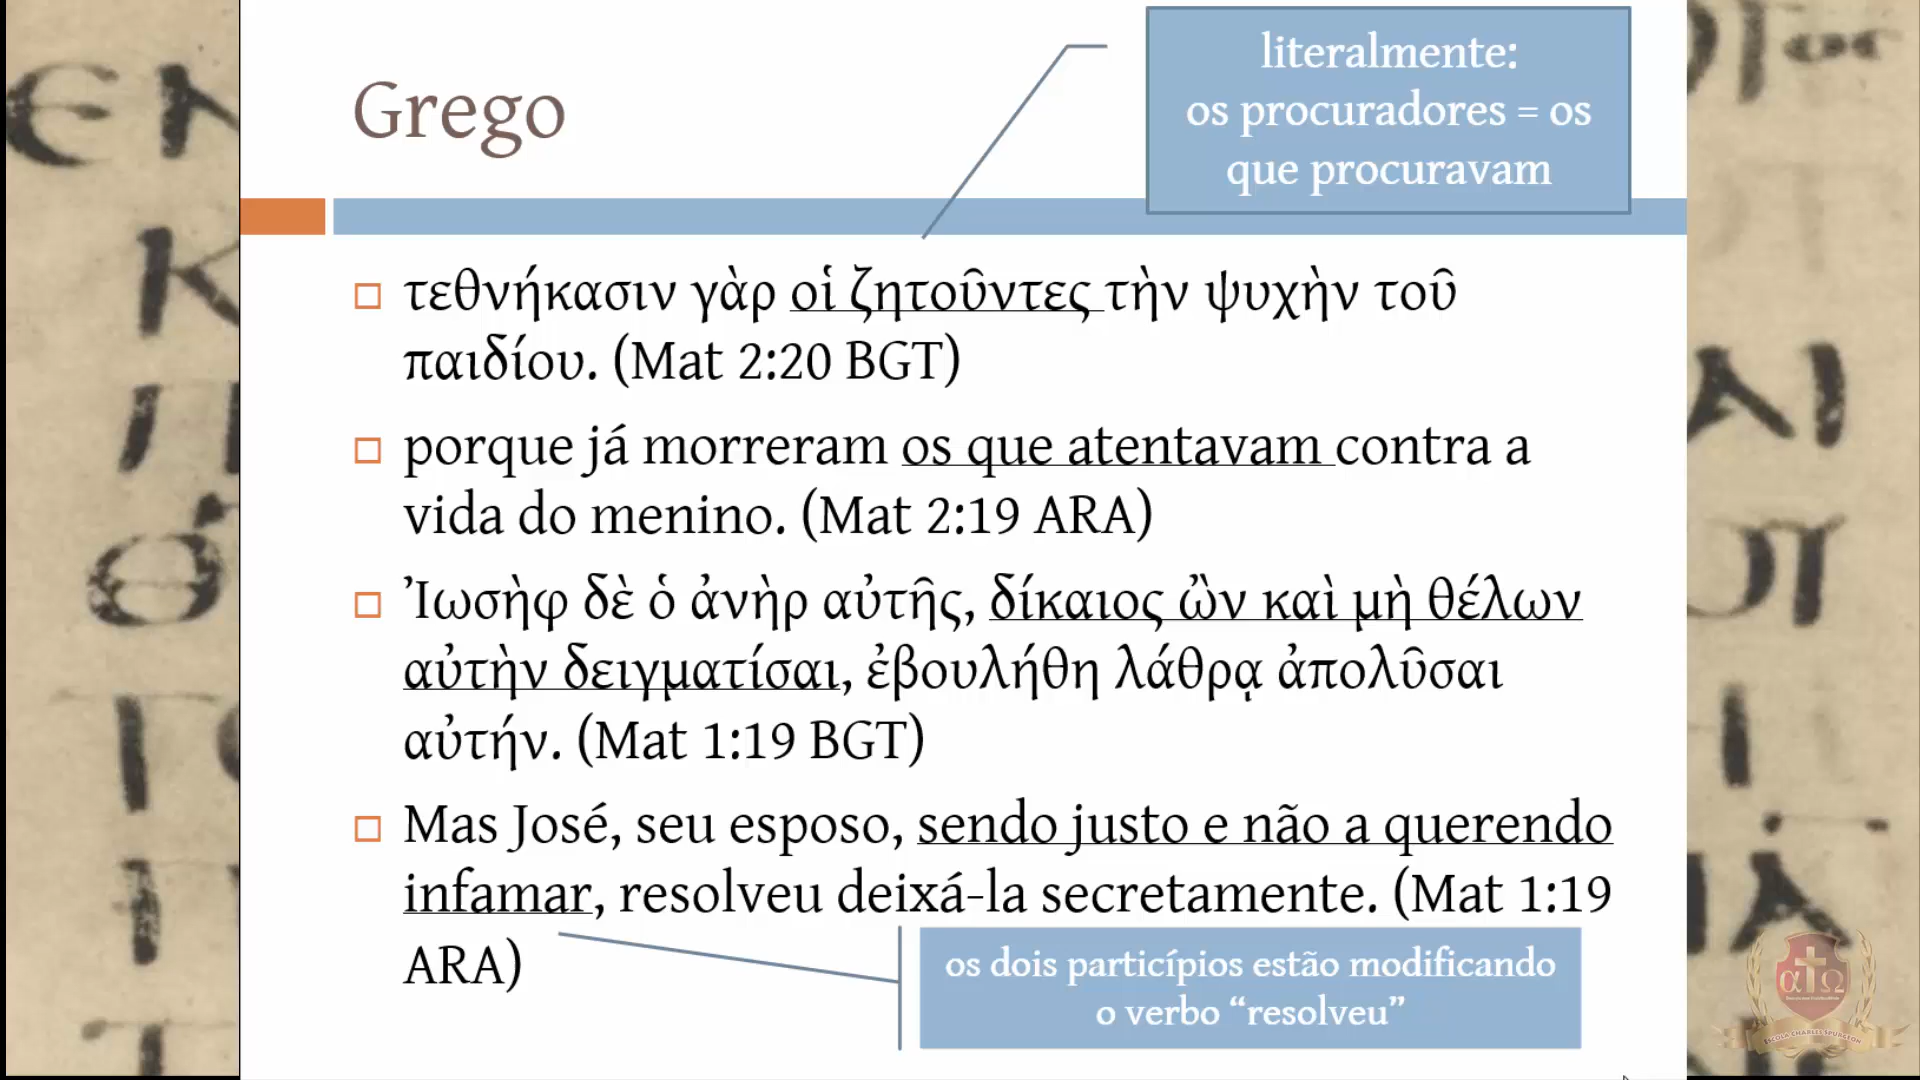 literalmente:
os procuradores = os
que procuravam
Grego
τεθνήκασιν γὰρ οἱ ζητοῦντες τὴν ψυχὴν τοῦ
παιδίου. (Mat 2:20 BGT)
porque já morreram os que atentavam contra a
vida do menino. (Mat 2:19 ARA)
Ἰωσὴφ δὲ ὁ ἀνὴρ αὐτῆς, δίκαιος ὢν καὶ μὴ θέλων
αὐτὴν δειγματίσαι, ἐβουλήθη λάθρᾳ ἀπολῦσαι
αὐτήν. (Mat 1:19 BGT)
Mas José, seu esposo, sendo justo e não a querendo
infamar, resolveu deixá-la secretamente. (Mat 1:19
ARA)
os dois particípios estão modificando
o verbo “resolveu”
α Ω
ESCOLA CHARLES SPURGEON